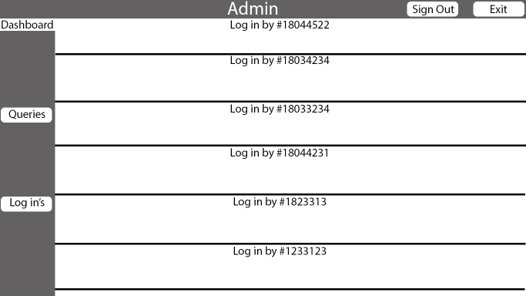 Admin
Sign Out
Exit
Dashboard
Log in by #18044522
Log in by #18034234
Queries
Log in by #18033234
Log in by #18044231
Log in's
Log in by #1823313
Log in by #1233123